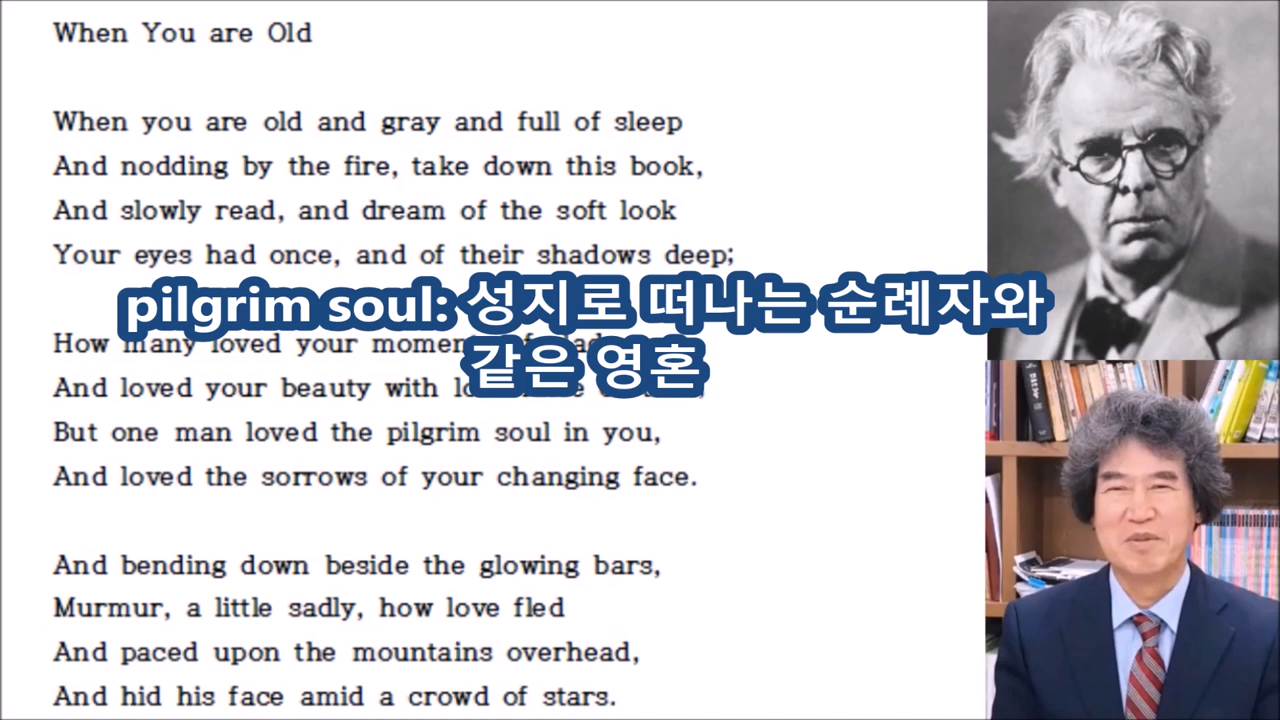 When You are Old
When you are old and gray and full of sleep
And nodding by the fire, take down this book,
And slowly read, and dream of the soft look
Your eyes had once, and of their shadows deep;
pilgrim soul: 성지로 떠나는 순례자와
같은 영혼
How many loved your
And loved your beauty with
But one man loved the pilgrim soul in you,
And loved the sorrows of your changing face.
And bending down beside the glowing bars,
Murmur, a little sadly, how love fled
And paced upon the mountains overhead,
And hid his face amid a crowd of stars.